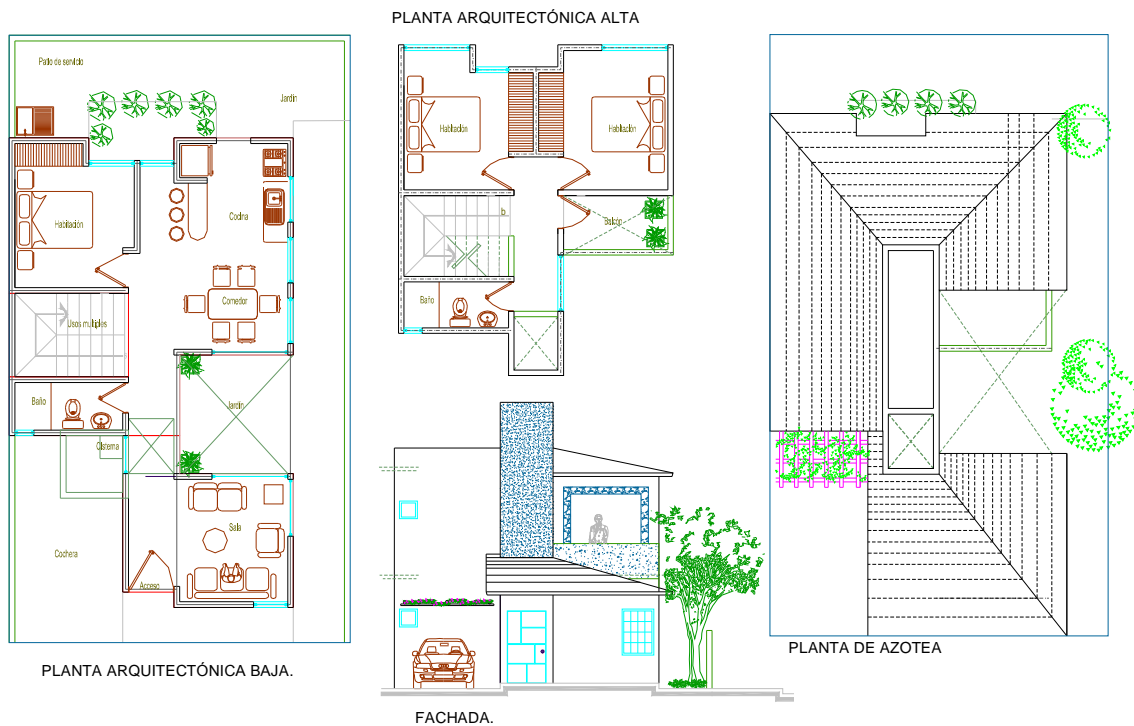 PLANTA ARQUITECTÓNICA ALTA
Patio de servicio
Jardín
Habitación
Cocina
Comedor
Usos multiples
Baño
Jardín
Cisterna
Sala
Cochera
Acceso
PLANTA ARQUITECTÓNICA BAJA.
Habitación
Habitación
b
Balcón
Baño
FACHADA.
PLANTA DE AZOTEA